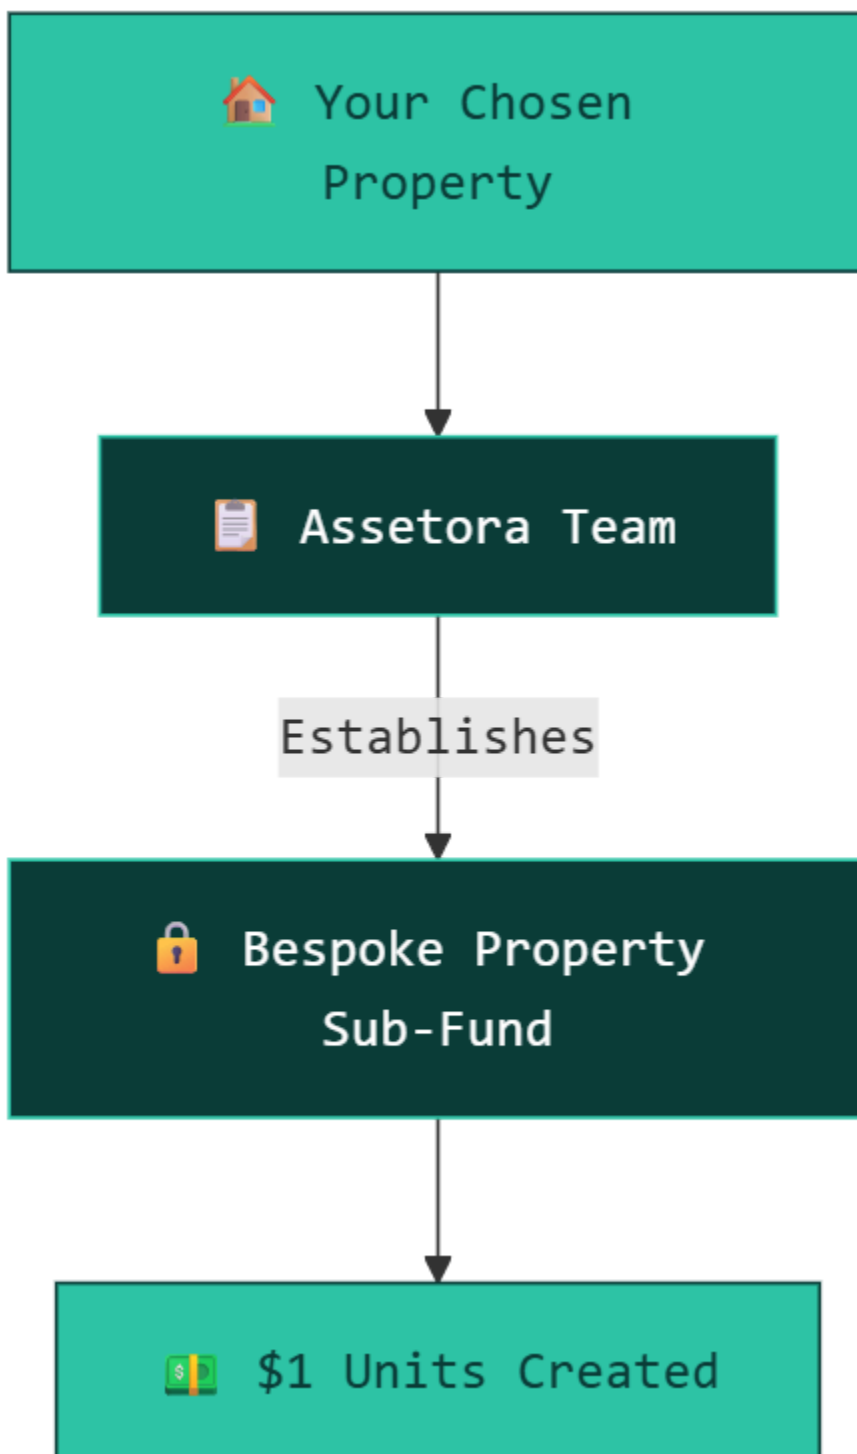 Your Chosen
Property
Assetora Team
Establishes
Bespoke Property
Sub-Fund
$1 Units Created